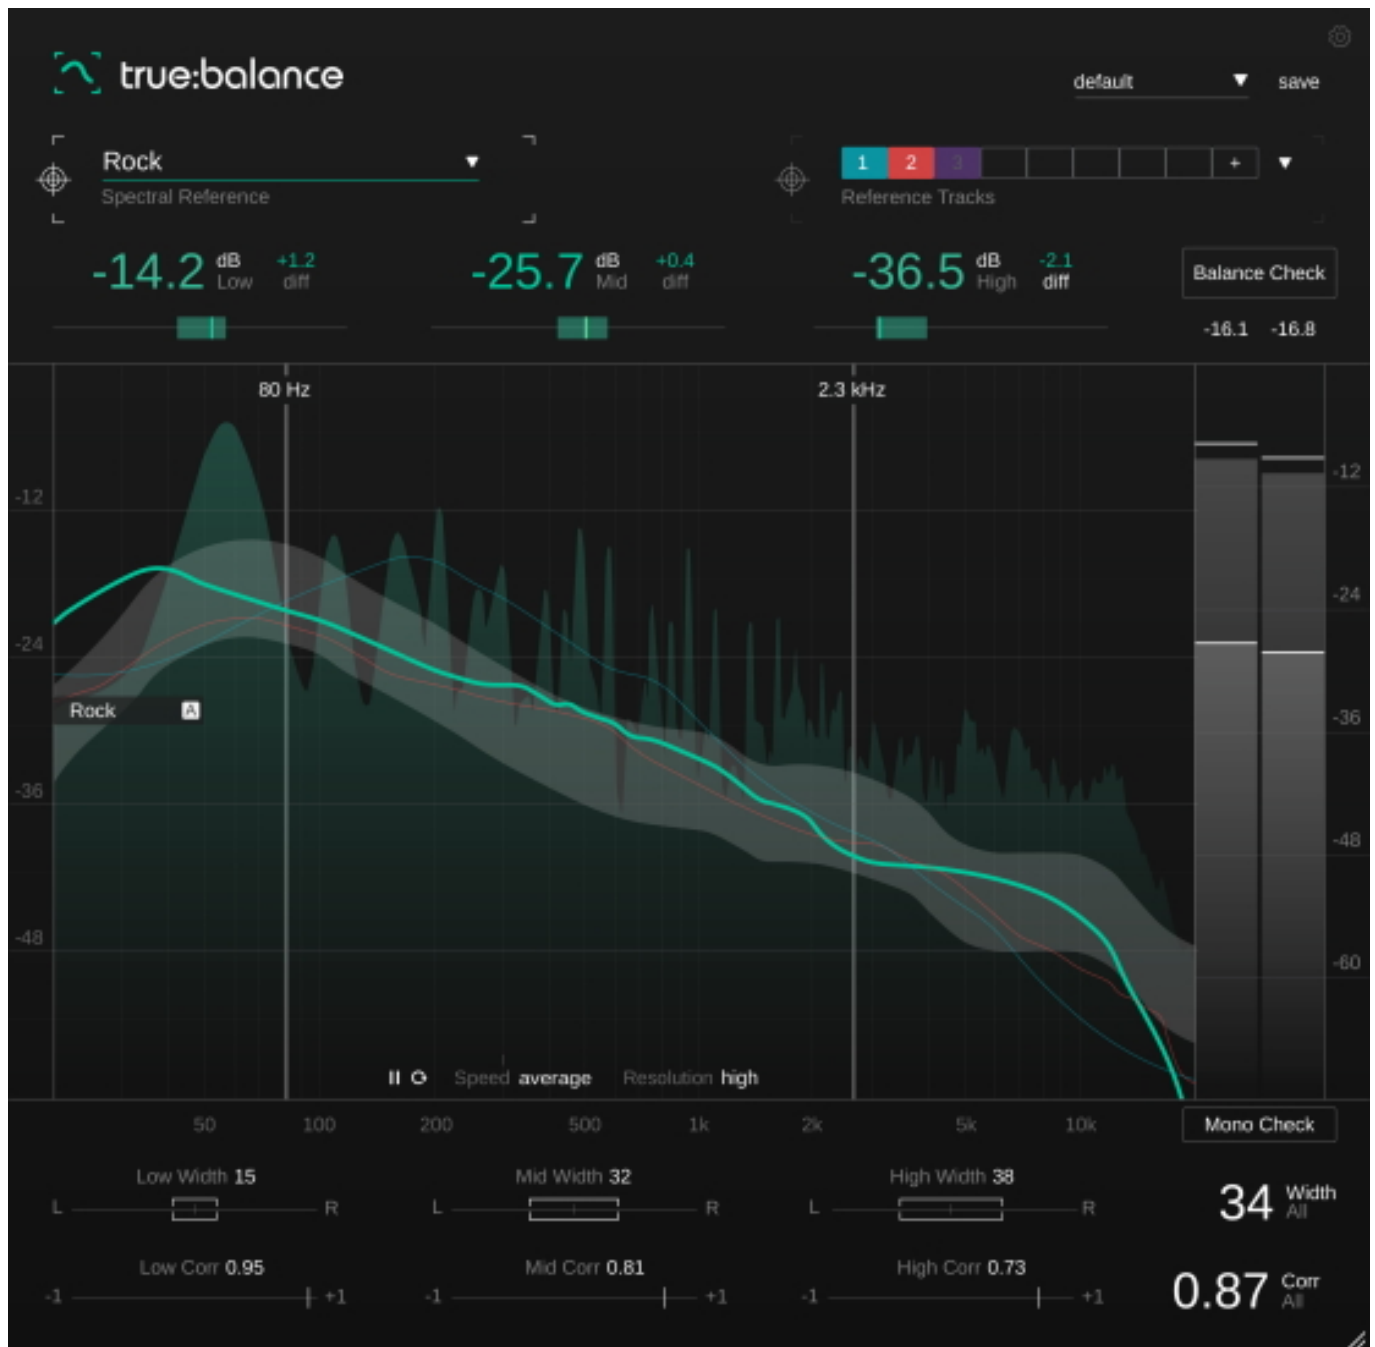 true:balance
default ▼ save
Rock ▼
Spectral Reference
1 2 3 + ▼
Reference Tracks
-14.2 dB Low +1.2 diff
-25.7 dB Mid +0.4 diff
-36.5 dB High -2.1 diff
Balance Check
-16.1 -16.8
80 Hz 2.3 kHz
-12 -12
-24 -24
-36 -36
-48 -48
-60
Rock A
Speed average Resolution high
50 100 200 500 1k 2k 5k 10k
Mono Check
Low Width 15
L R
Mid Width 32
L R
High Width 38
L R
34 Width All
Low Corr 0.95
-1 +1
Mid Corr 0.81
-1 +1
High Corr 0.73
-1 +1
0.87 Corr All